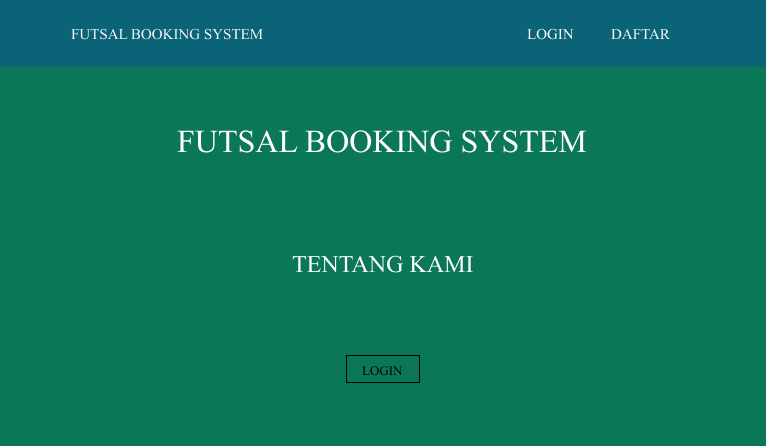 FUTSAL BOOKING SYSTEM LOGIN DAFTAR
FUTSAL BOOKING SYSTEM
TENTANG KAMI
LOGIN